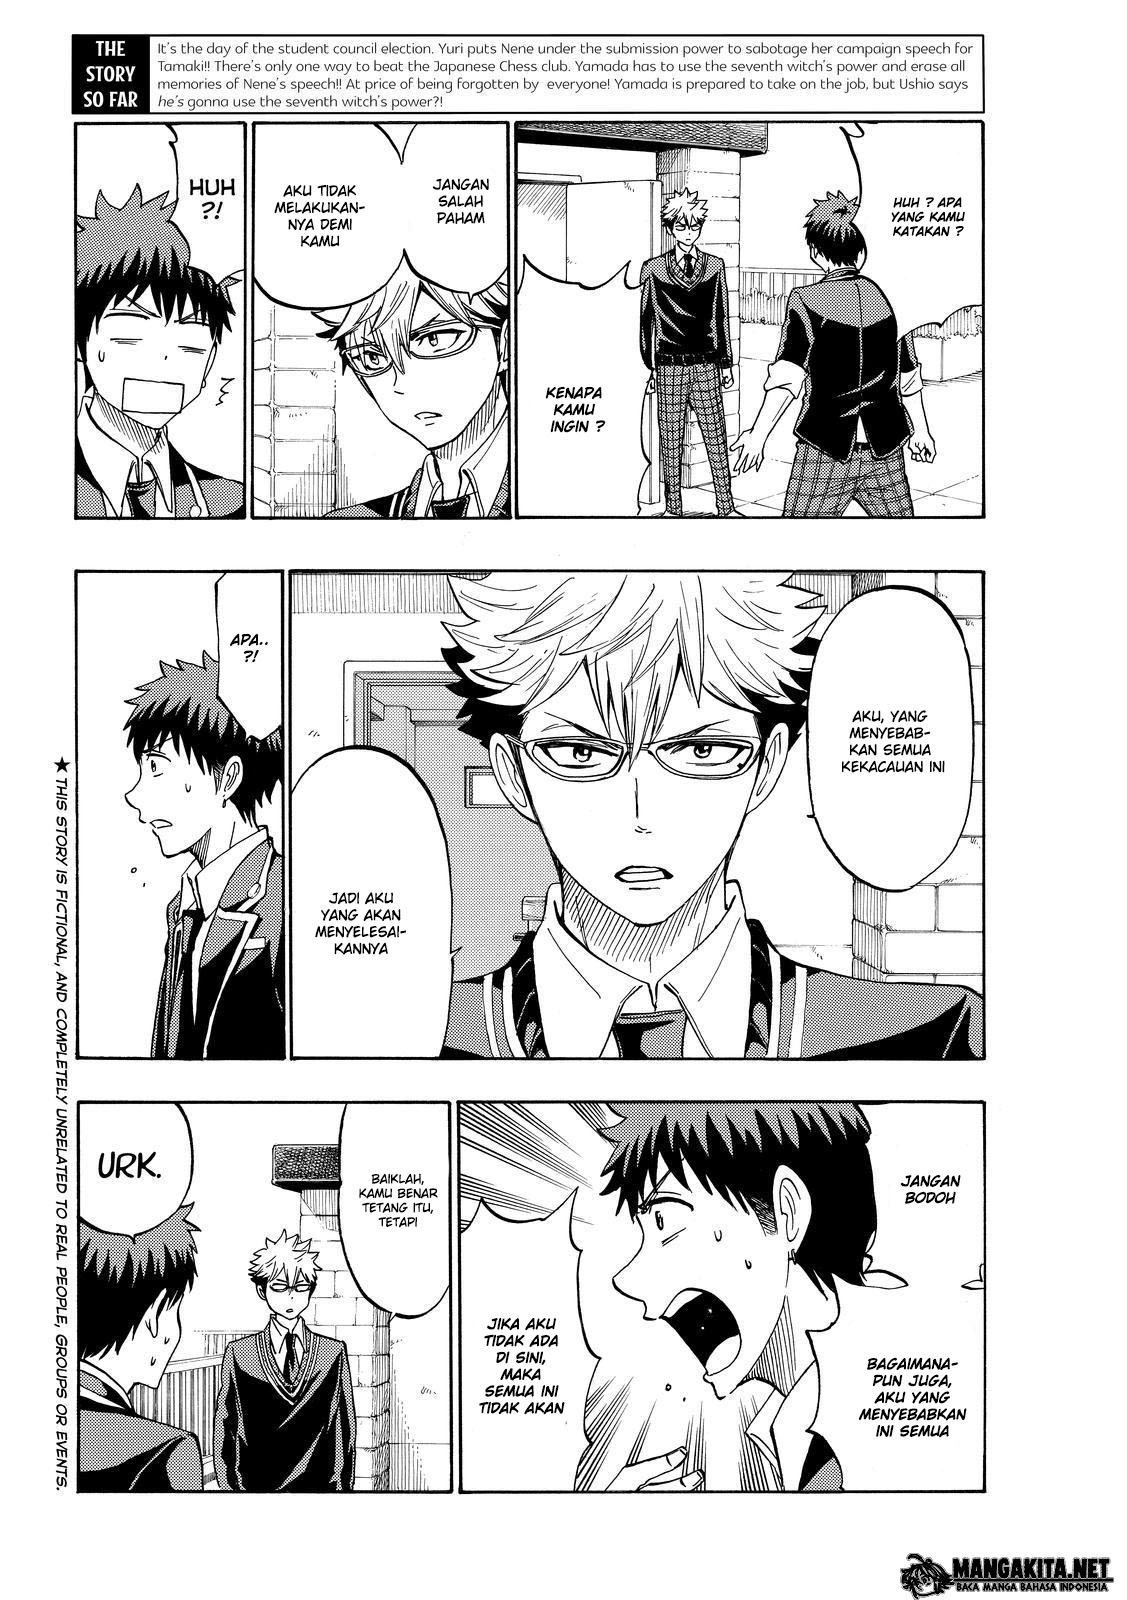 THE
STORY
SO FAR
It's the day of the student council election. Yuri puts Nene under the submission power to sabotage her campaign speech for
Tamaki!! There's only one way to beat the Japanese Chess club. Yamada has to use the seventh witch's power and erase all
memories of Nene's speech!! At price of being forgotten by everyone! Yamada is prepared to take on the job, but Ushio says
he's gonna use the seventh witch's power?!
HUH ? APA
YANG KAMU
KATAKAN ?
KENAPA
KAMU
INGIN ?
JANGAN
SALAH
PAHAM
AKU TIDAK
MELAKUKAN-
NYA DEMI
KAMU
HUH
?!
AKU, YANG
MENYEBAB-
KAN SEMUA
KEKACAUAN INI
JADI AKU
YANG AKAN
MENYELESAI-
KANNYA
APA..
?!
JANGAN
BODOH
BAGAIMANA-
PUN JUGA,
AKU YANG
MENYEBABKAN
INI SEMUA
JIKA AKU
TIDAK ADA
DI SINI,
MAKA
SEMUA INI
TIDAK AKAN
BAIKLAH,
KAMU BENAR
TETANG ITU,
TETAPI
URK.
★ THIS STORY IS FICTIONAL, AND COMPLETELY UNRELATED TO REAL PEOPLE, GROUPS OR EVENTS.
MANGAKITA.NET
BACA MANGA BAHASA INDONESIA